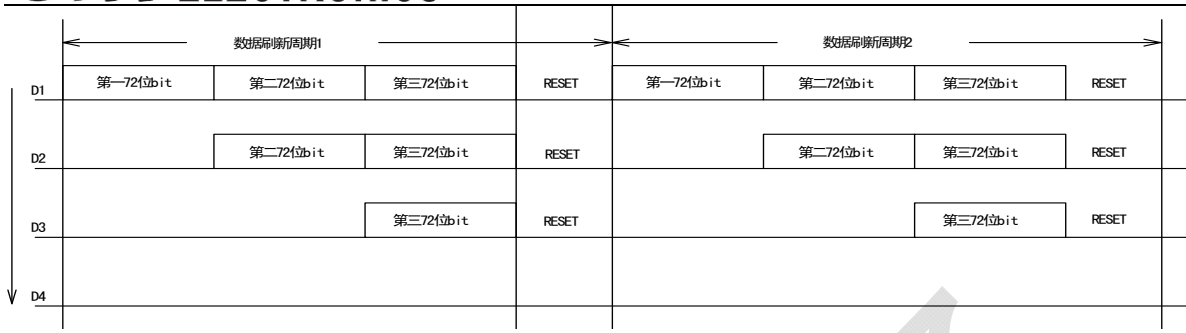 数据刷新周期1 数据刷新周期2
D1 第一72位bit 第二72位bit 第三72位bit RESET 第一72位bit 第二72位bit 第三72位bit RESET
D2 第二72位bit 第三72位bit RESET 第二72位bit 第三72位bit RESET
D3 第三72位bit RESET 第三72位bit RESET
D4